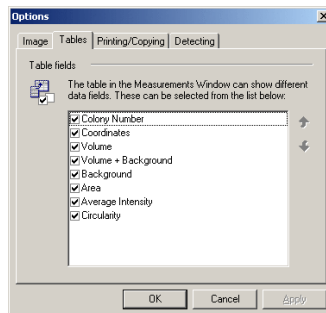 Options
Image Tables Printing/Copying Detecting
Table fields
The table in the Measurements Window can show different
data fields. These can be selected from the list below:
Colony Number
Coordinates
Volume
Volume + Background
Background
Area
Average Intensity
Circularity
OK Cancel Apply